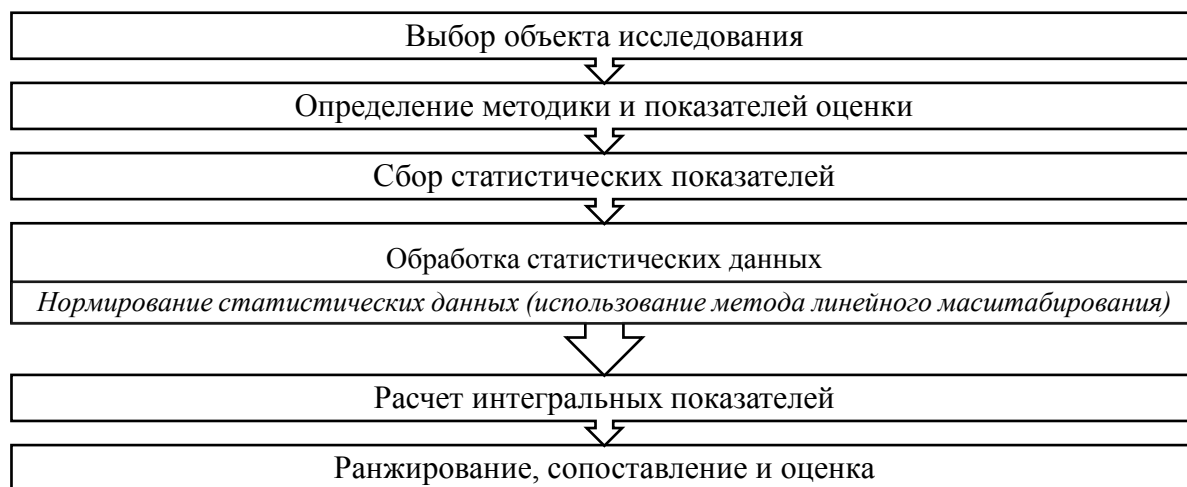 Выбор объекта исследования
Определение методики и показателей оценки
Сбор статистических показателей
Обработка статистических данных
Нормирование статистических данных (использование метода линейного масштабирования)
Расчет интегральных показателей
Ранжирование, сопоставление и оценка